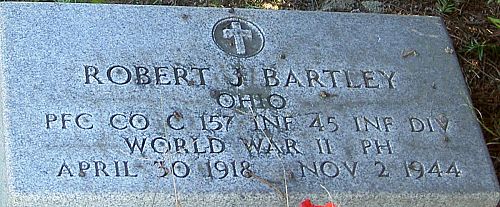 ROBERT J BARTLEY
OHIO
PFC CO C 157 INF 45 INF DIV
WORLD WAR II PH
APRIL 30 1918 NOV 2 1944